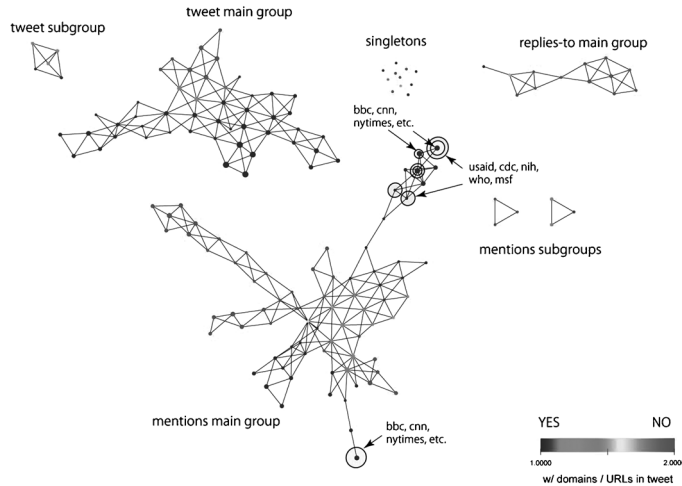 tweet main group
tweet subgroup
singletons
replies-to main group
bbc, cnn,
nytimes, etc.
usaid, cdc, nih,
who, msf
mentions subgroups
mentions main group
bbc, cnn,
nytimes, etc.
YES NO
1.0000 2.000
w/ domains / URLs in tweet